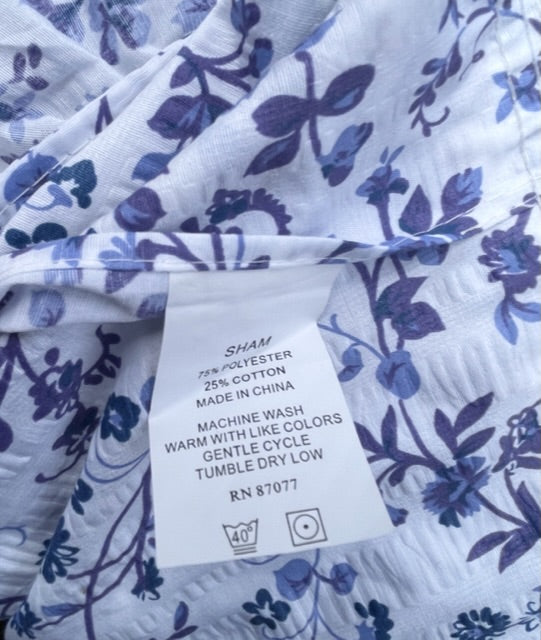 SHAM
75% POLYESTER
25% COTTON
MADE IN CHINA
MACHINE WASH
WARM WITH LIKE COLORS
GENTLE CYCLE
TUMBLE DRY LOW
RN 87077
40°